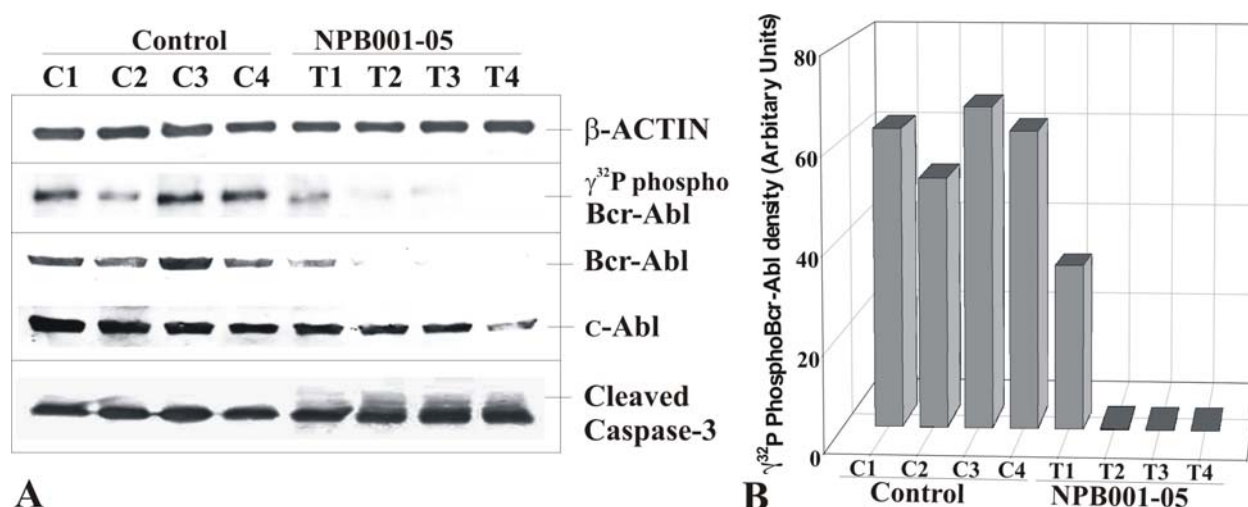 Control NPB001-05
C1 C2 C3 C4 T1 T2 T3 T4
β-ACTIN
γ³²P phospho
Bcr-Abl
Bcr-Abl
c-Abl
Cleaved
Caspase-3
A
γ³²P PhosphoBcr-Abl density (Arbitary Units)
80
60
40
20
0
C1 C2 C3 C4 T1 T2 T3 T4
Control NPB001-05
B